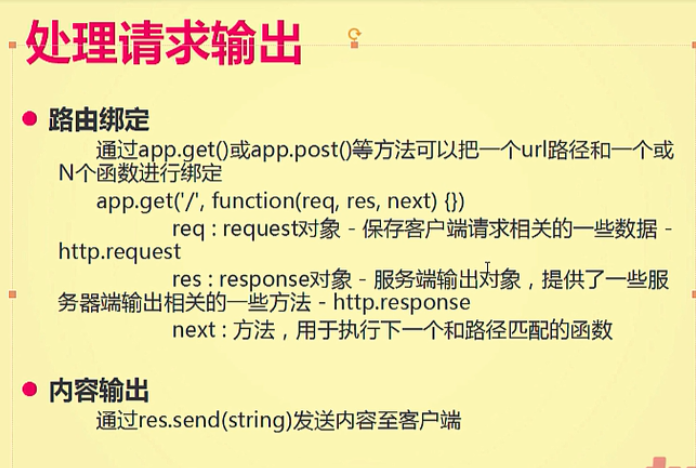 处理请求输出
路由绑定
通过app.get()或app.post()等方法可以把一个url路径和一个或
N个函数进行绑定
app.get('/', function(req, res, next) {})
req : request对象 - 保存客户端请求相关的一些数据 -
http.request
res : response对象 - 服务端输出对象，提供了一些服
务器端输出相关的一些方法 - http.response
next : 方法，用于执行下一个和路径匹配的函数
内容输出
通过res.send(string)发送内容至客户端